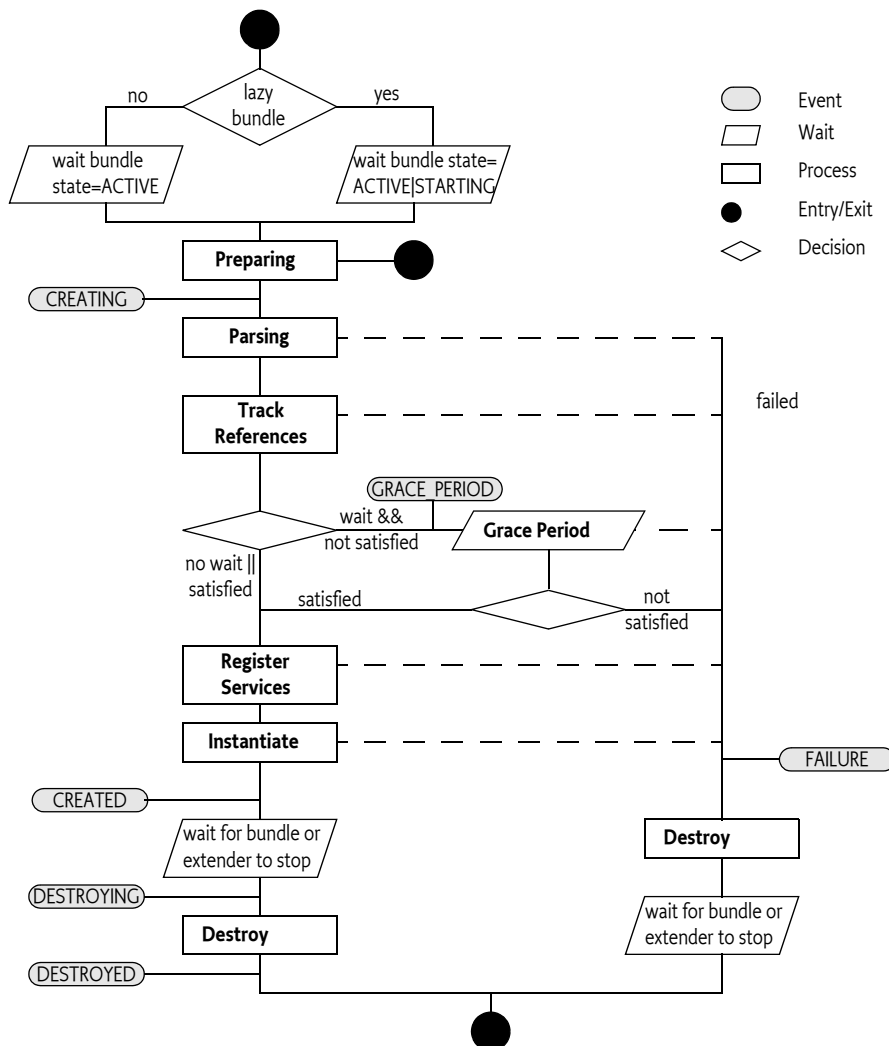 lazy
bundle
no
yes
wait bundle
state=ACTIVE
wait bundle state=
ACTIVE|STARTING
Event
Wait
Process
Entry/Exit
Decision
Preparing
CREATING
Parsing
failed
Track
References
GRACE_PERIOD
wait &&
not satisfied
Grace Period
no wait ||
satisfied
satisfied
not
satisfied
Register
Services
Instantiate
FAILURE
CREATED
wait for bundle or
extender to stop
Destroy
DESTROYING
Destroy
wait for bundle or
extender to stop
DESTROYED